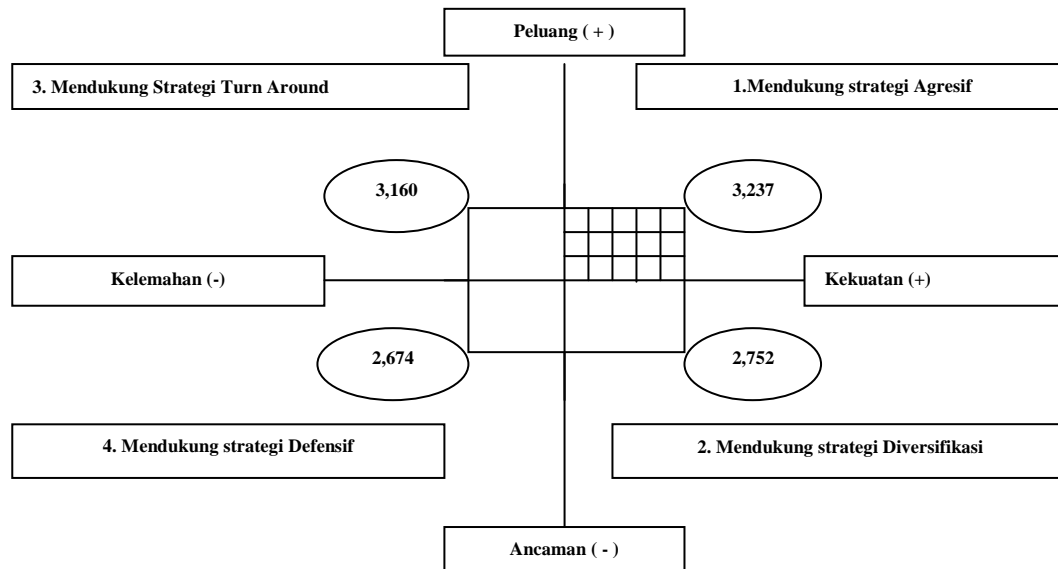 Peluang ( + )
3. Mendukung Strategi Turn Around
1.Mendukung strategi Agresif
3,160
3,237
Kelemahan (-)
Kekuatan (+)
2,674
2,752
4. Mendukung strategi Defensif
2. Mendukung strategi Diversifikasi
Ancaman ( - )